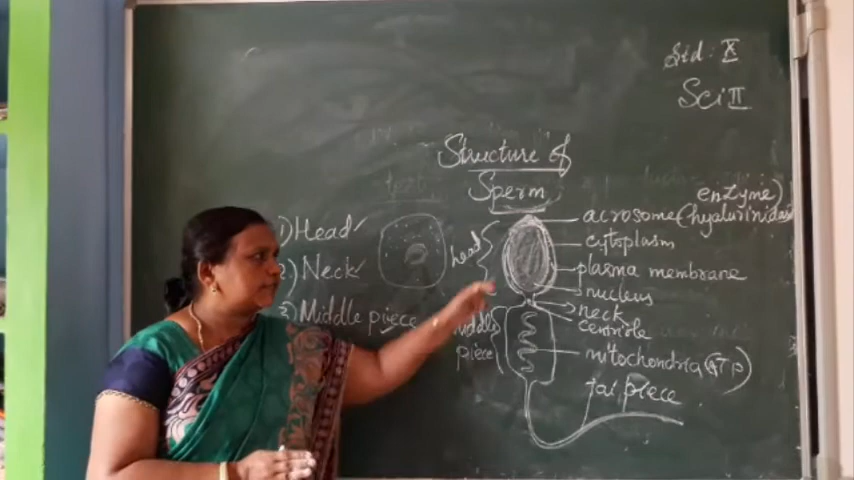 Std: X
Sci II
Structure of
Sperm
1) Head ✓
2) Neck ✓
3) Middle piece
head
middle
piece
enzyme)
acrosome (hyalurinidas
cytoplasm
plasma membrane
nucleus
neck
centriole
mitochondria (ATP)
Tail piece